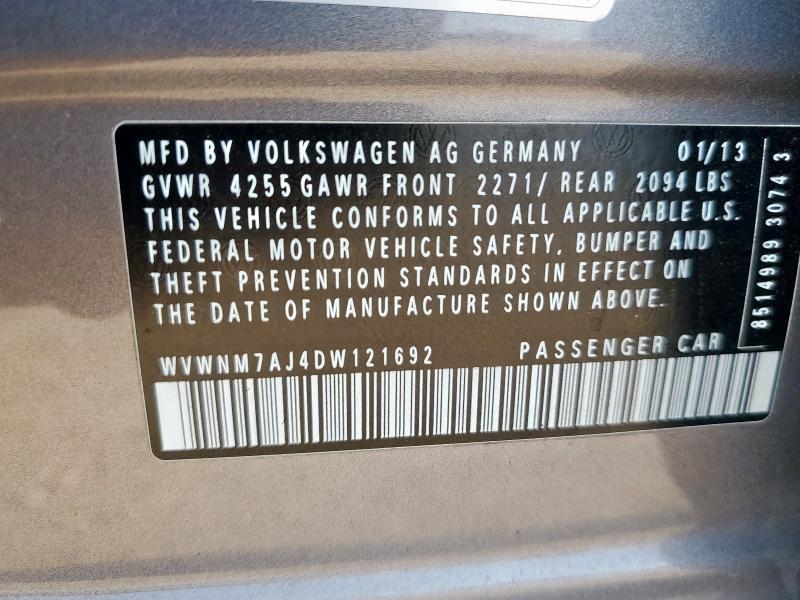 MFD BY VOLKSWAGEN AG GERMANY 01/13
GVWR 4255 GAWR FRONT 2271/ REAR 2094 LBS
THIS VEHICLE CONFORMS TO ALL APPLICABLE U.S.
FEDERAL MOTOR VEHICLE SAFETY, BUMPER AND
THEFT PREVENTION STANDARDS IN EFFECT ON
THE DATE OF MANUFACTURE SHOWN ABOVE.
WVWNM7AJ4DW121692 PASSENGER CAR
8514989 3074 3